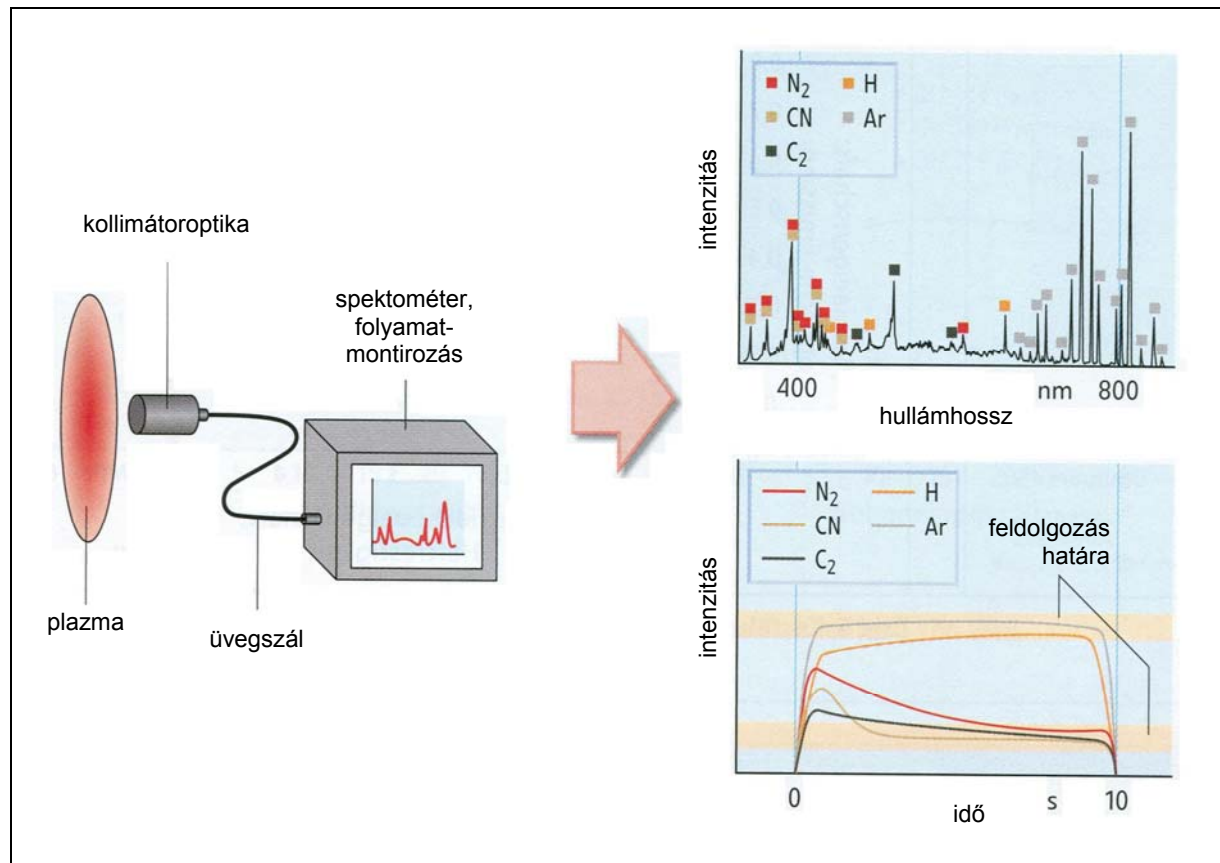 kollimátoroptika
spektométer,
folyamat-
montirozás
plazma
üvegszál
intenzitás
N2
H
CN
Ar
C2
400
nm
800
hullámhossz
intenzitás
N2
H
CN
Ar
C2
feldolgozás
határa
0
s
10
idő